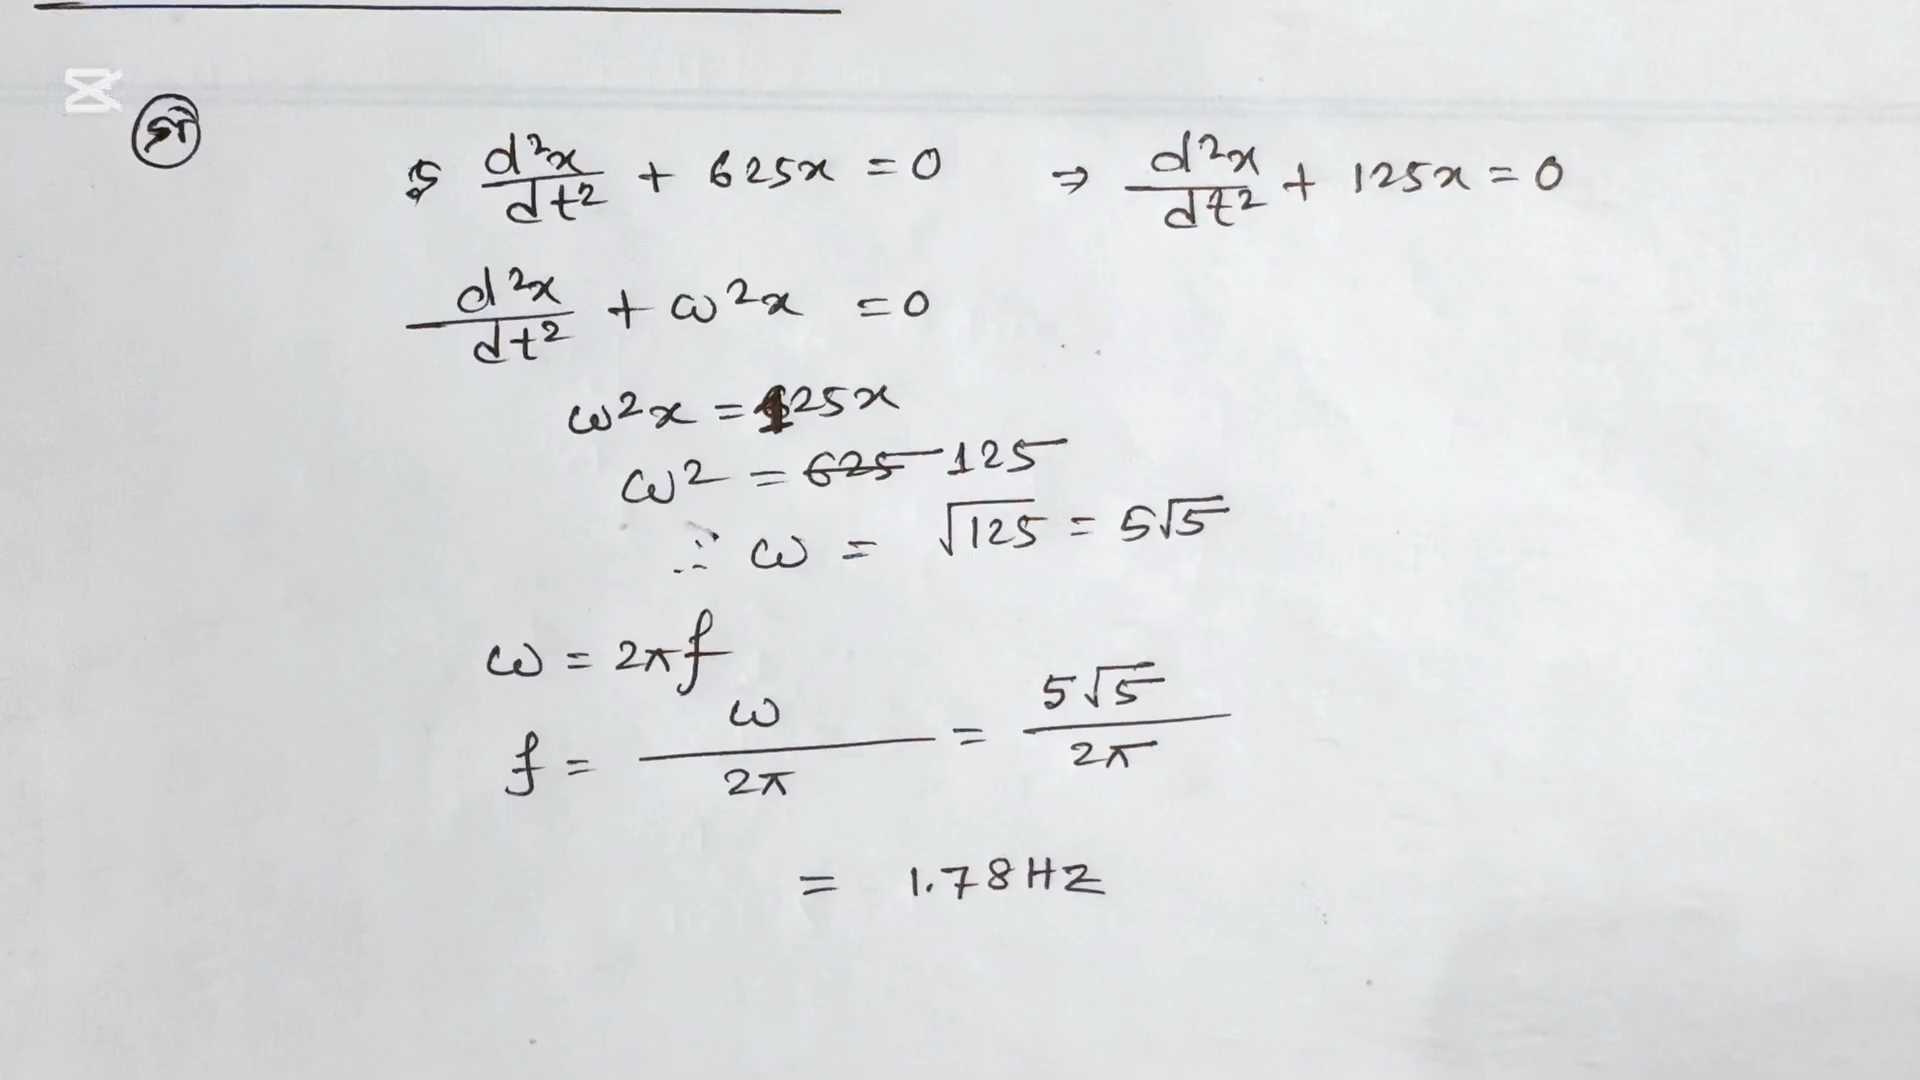 5 d²x/dt² + 625x = 0 ⇒ d²x/dt² + 125x = 0
d²x/dt² + ω²x = 0
ω²x = 125x
ω² = 625 125
∴ ω = √125 = 5√5
ω = 2πf
f = ω/2π = 5√5/2π
= 1.78 HZ